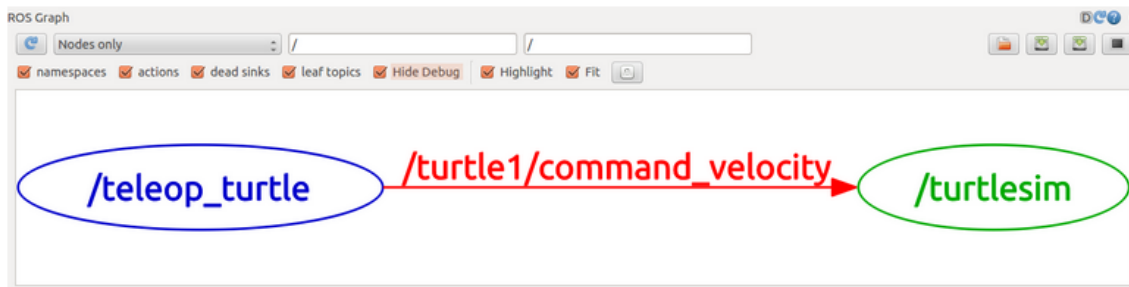 ROS Graph
D
Nodes only / /
namespaces actions dead sinks leaf topics Hide Debug Highlight Fit
/teleop_turtle /turtle1/command_velocity /turtlesim